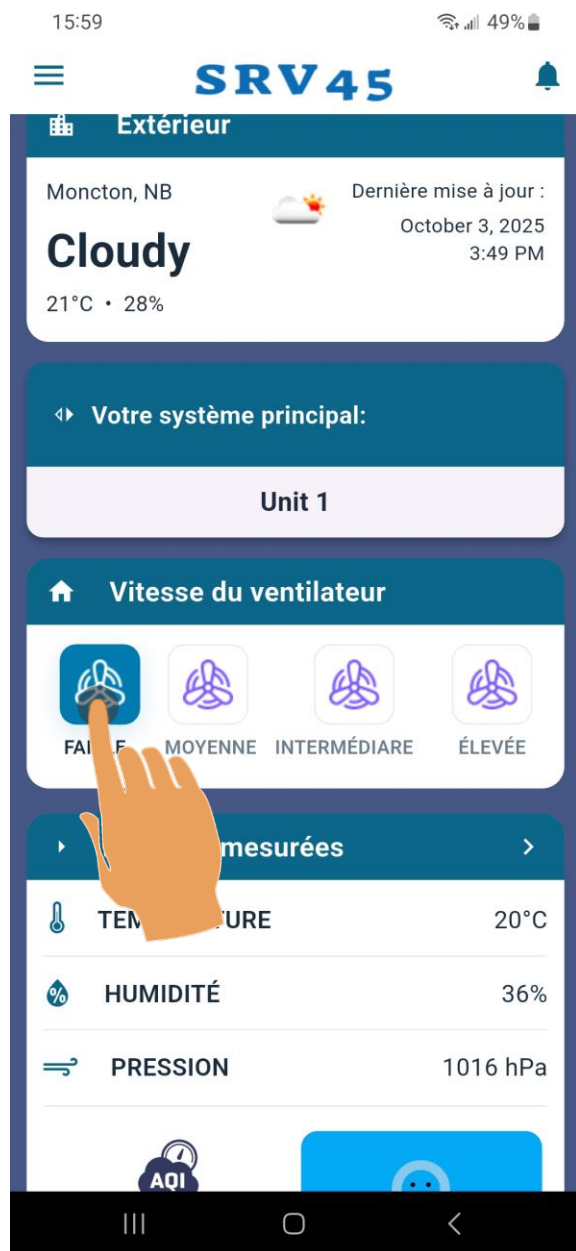 15:59
49%
SRV45
Extérieur
Moncton, NB
Dernière mise à jour :
October 3, 2025
3:49 PM
Cloudy
21°C • 28%
Votre système principal:
Unit 1
Vitesse du ventilateur
MOYENNE INTERMÉDIARE ÉLEVÉE
mesurées
20°C
HUMIDITÉ 36%
PRESSION 1016 hPa
AQI